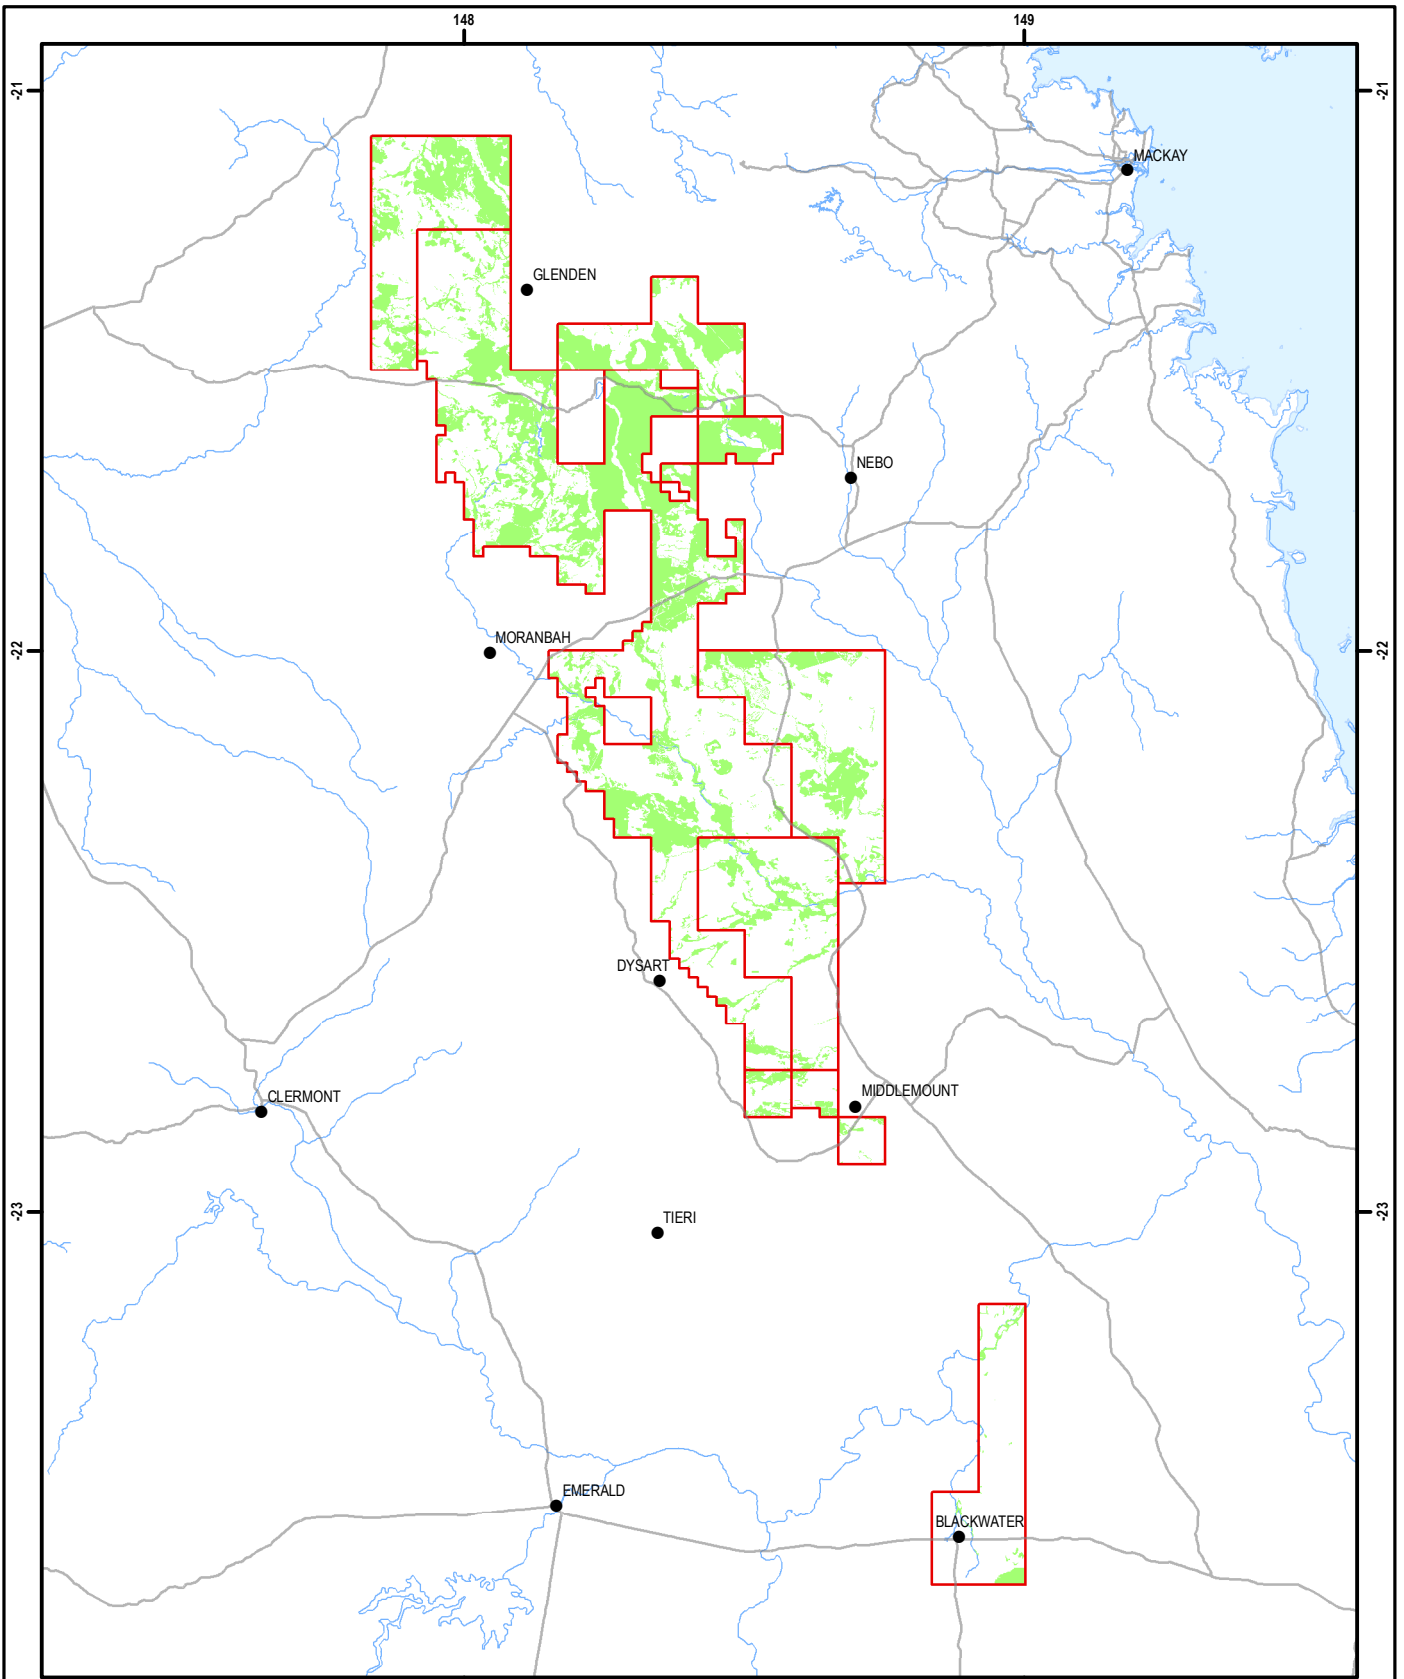 148
149
-21
-21
MACKAY
GLENDEN
NEBO
MORANBAH
-22
-22
DYSART
CLERMONT
MIDDLEMOUNT
-23
-23
TIERI
EMERALD
BLACKWATER